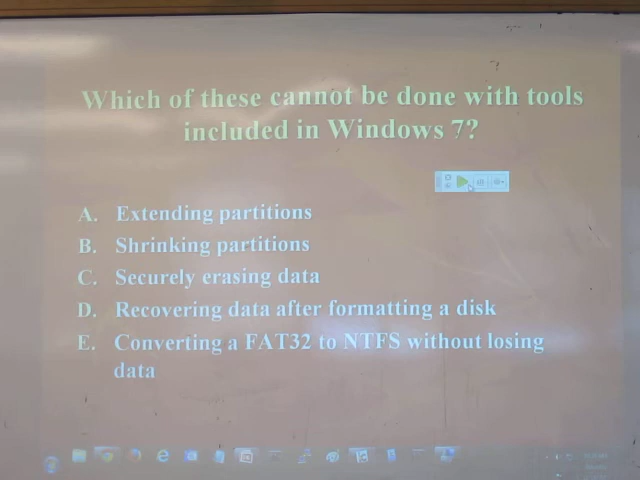 Which of these cannot be done with tools
included in Windows 7?
A. Extending partitions
B. Shrinking partitions
C. Securely erasing data
D. Recovering data after formatting a disk
E. Converting a FAT32 to NTFS without losing
data